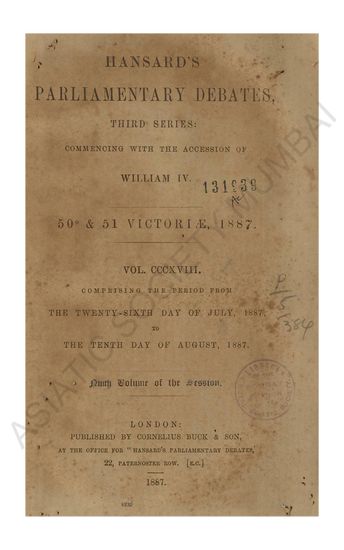 HANSARD'S
PARLIAMENTARY DEBATES,
THIRD SERIES:
COMMENCING WITH THE ACCESSION OF
WILLIAM IV.
131939
50° & 51 VICTORIÆ, 1887.
VOL. CCCXVIII.
COMPRISING THE PERIOD FROM
THE TWENTY-SIXTH DAY OF JULY, 1887,
TO
THE TENTH DAY OF AUGUST, 1887.
Ninth Volume of the Session.
LONDON:
PUBLISHED BY CORNELIUS BUCK & SON,
AT THE OFFICE FOR "HANSARD'S PARLIAMENTARY DEBATES,"
22, PATERNOSTER ROW. [E.C.]
1887.
ASIATIC SOCIETY MUMBAI